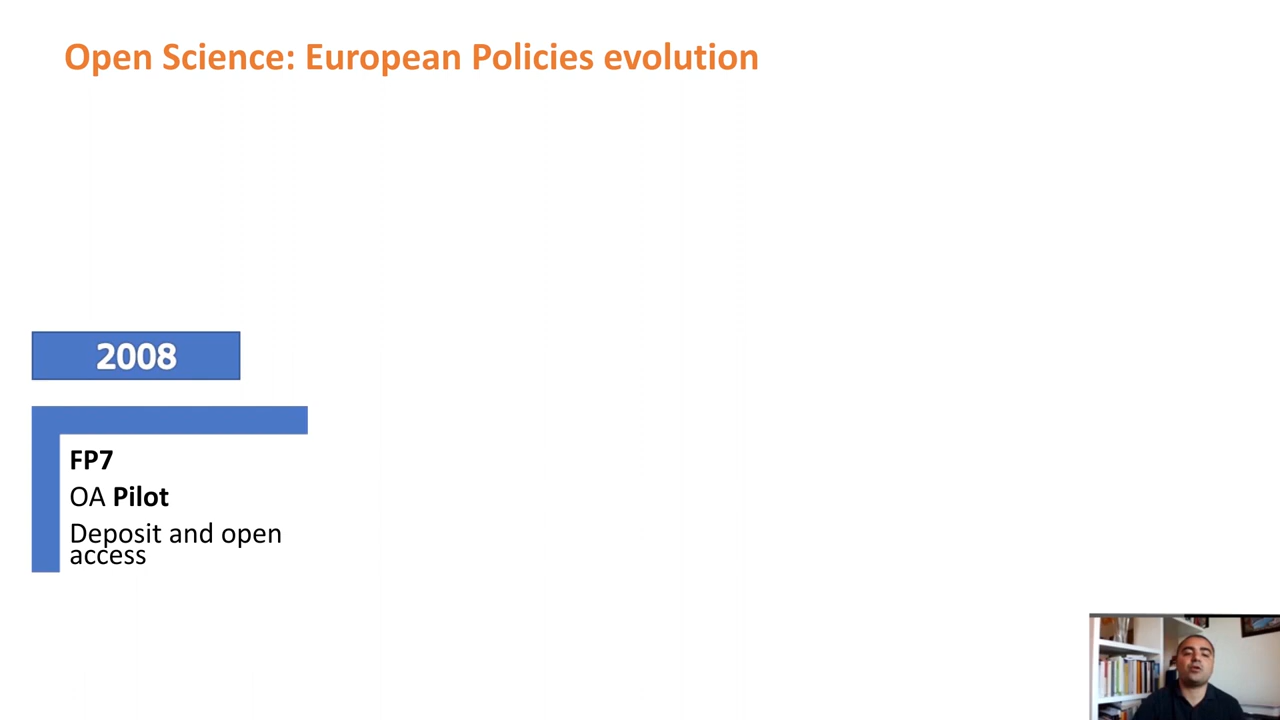 Open Science: European Policies evolution
2008
FP7
OA Pilot
Deposit and open
access